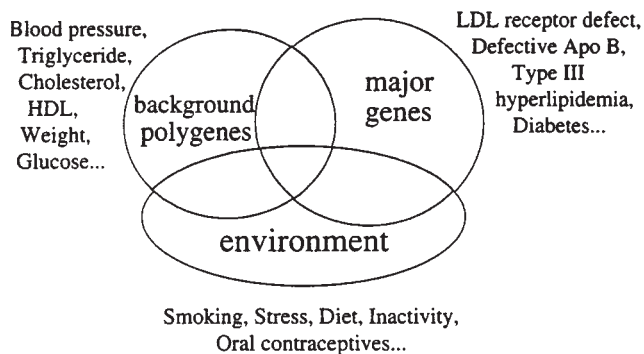 Blood pressure,
Triglyceride,
Cholesterol,
HDL,
Weight,
Glucose...
background
polygenes
major
genes
LDL receptor defect,
Defective Apo B,
Type III
hyperlipidemia,
Diabetes...
environment
Smoking, Stress, Diet, Inactivity,
Oral contraceptives...